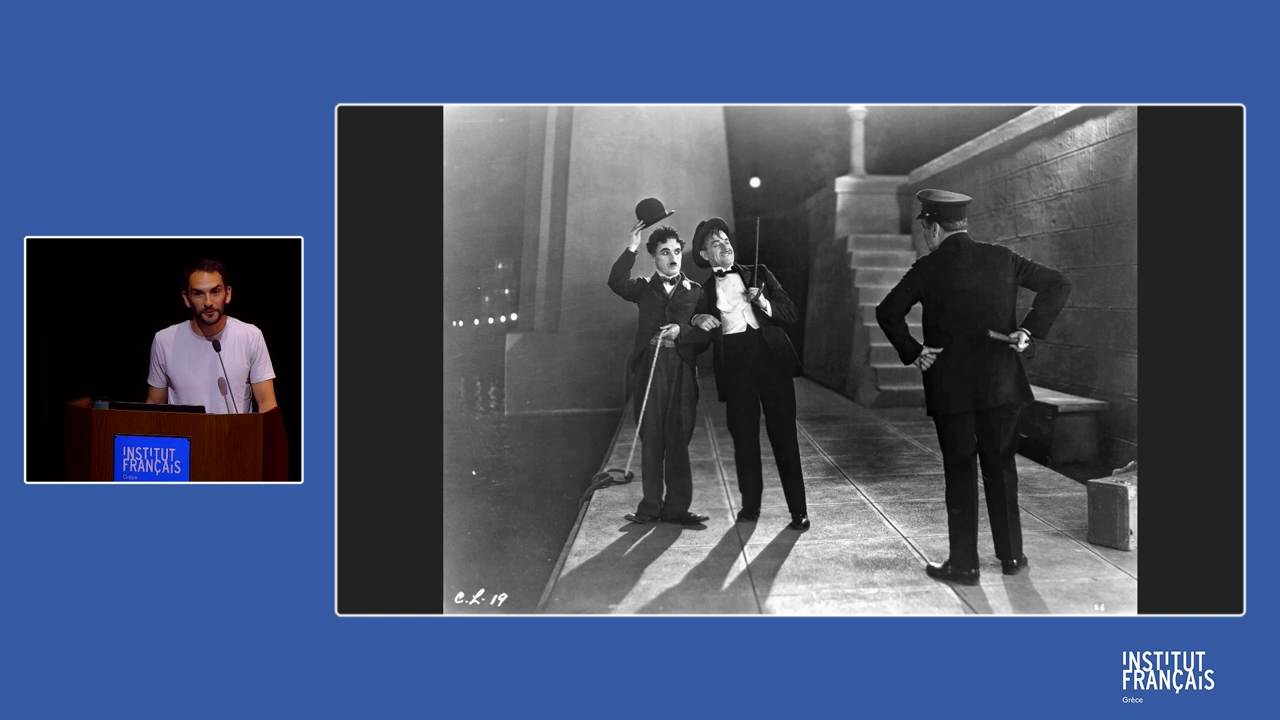 INSTITUT
FRANÇAIS
Grèce
C.L-19
INSTITUT
FRANÇAIS
Grèce